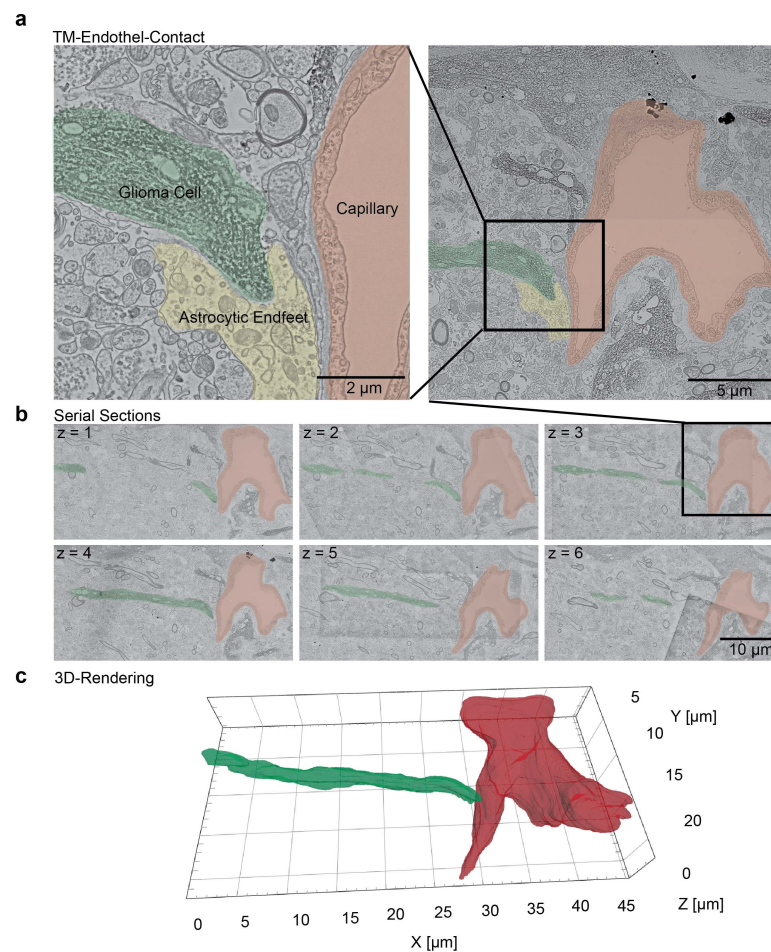 a
TM-Endothel-Contact
Glioma Cell
Capillary
Astrocytic Endfeet
2 µm
5 µm
b
Serial Sections
z = 1
z = 2
z = 3
z = 4
z = 5
z = 6
10 µm
c
3D-Rendering
5
Y [µm]
10
15
20
0
Z [µm]
0 5 10 15 20 25 30 35 40 45
X [µm]